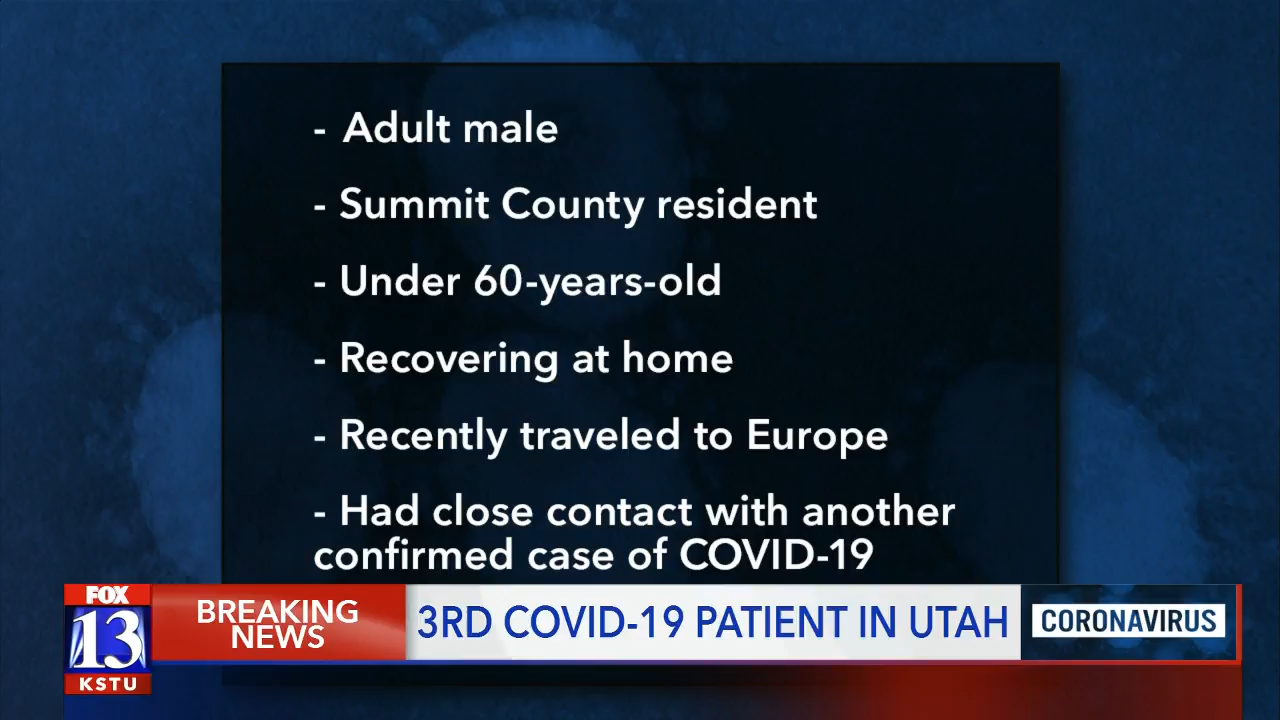 - Adult male
- Summit County resident
- Under 60-years-old
- Recovering at home
- Recently traveled to Europe
- Had close contact with another
confirmed case of COVID-19
FOX
13
KSTU
BREAKING
NEWS
3RD COVID-19 PATIENT IN UTAH
CORONAVIRUS